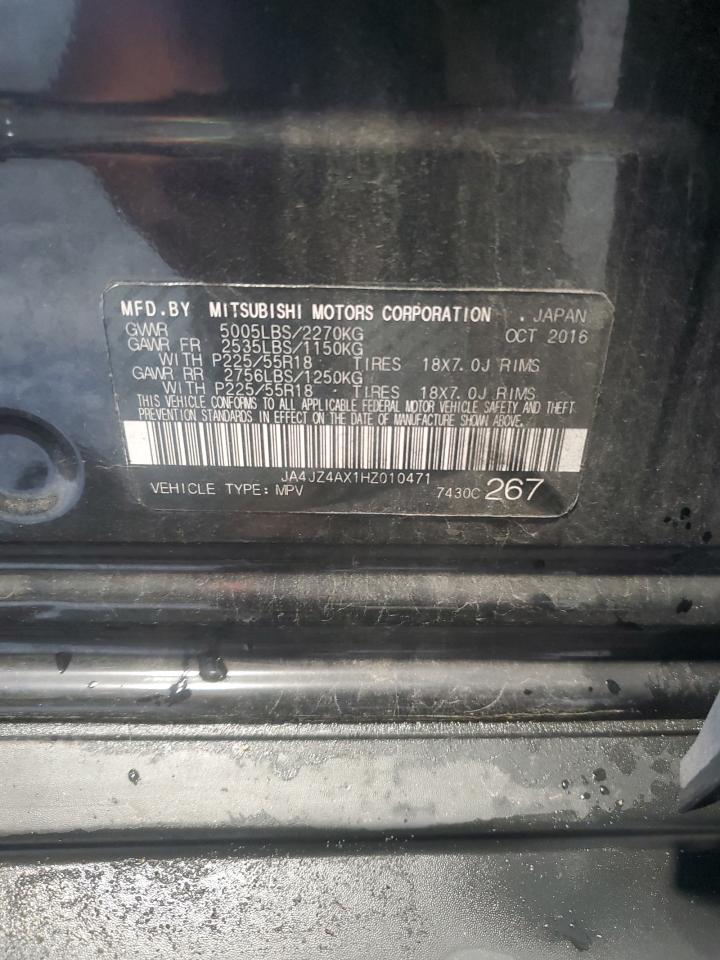 MFD.BY MITSUBISHI MOTORS CORPORATION . JAPAN
GVWR 5005LBS/2270KG OCT 2016
GAWR FR 2535LBS/1150KG
WITH P225/55R18 TIRES 18X7.0J RIMS
GAWR RR 2756LBS/1250KG
WITH P225/55R18 TIRES 18X7.0J RIMS
THIS VEHICLE CONFORMS TO ALL APPLICABLE FEDERAL MOTOR VEHICLE SAFETY AND THEFT
PREVENTION STANDARDS IN EFFECT ON THE DATE OF MANUFACTURE SHOWN ABOVE.
JA4JZ4AX1HZ010471
VEHICLE TYPE: MPV 7430C 267